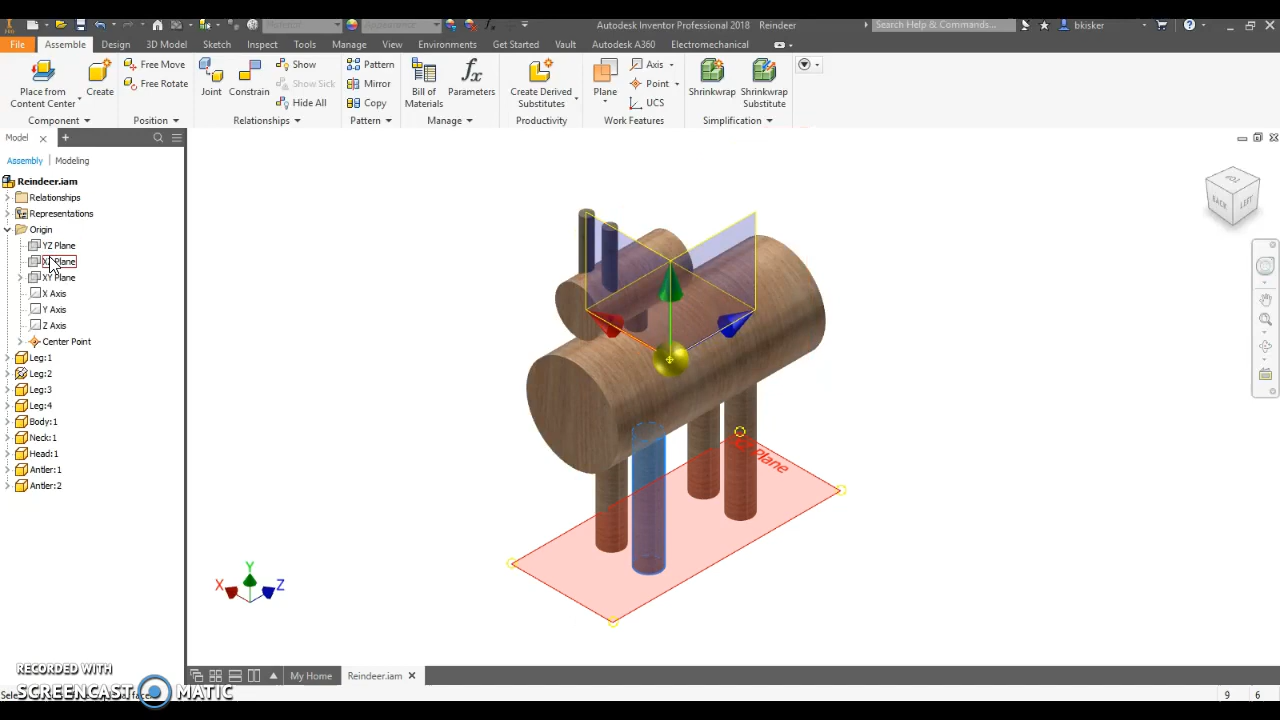 PRO
Material
Appearance
Autodesk Inventor Professional 2018 Reindeer
Search Help & Commands...
bkisker
File Assemble Design 3D Model Sketch Inspect Tools Manage View Environments Get Started Vault Autodesk A360 Electromechanical
Place from Content Center
Create
Component
Free Move
Free Rotate
Position
Joint
Constrain
Show
Show Sick
Hide All
Relationships
Pattern
Mirror
Copy
Pattern
Bill of Materials
Parameters
Manage
Create Derived Substitutes
Productivity
Plane
Axis
Point
UCS
Work Features
Shrinkwrap
Shrinkwrap Substitute
Simplification
Model
Assembly Modeling
Reindeer.iam
Relationships
Representations
Origin
YZ Plane
XZ Plane
XY Plane
X Axis
Y Axis
Z Axis
Center Point
Leg:1
Leg:2
Leg:3
Leg:4
Body:1
Neck:1
Head:1
Antler:1
Antler:2
BACK
LEFT
Plane
Y
X
Z
My Home
Reindeer.iam
RECORDED WITH
SCREENCAST MATIC
9 6